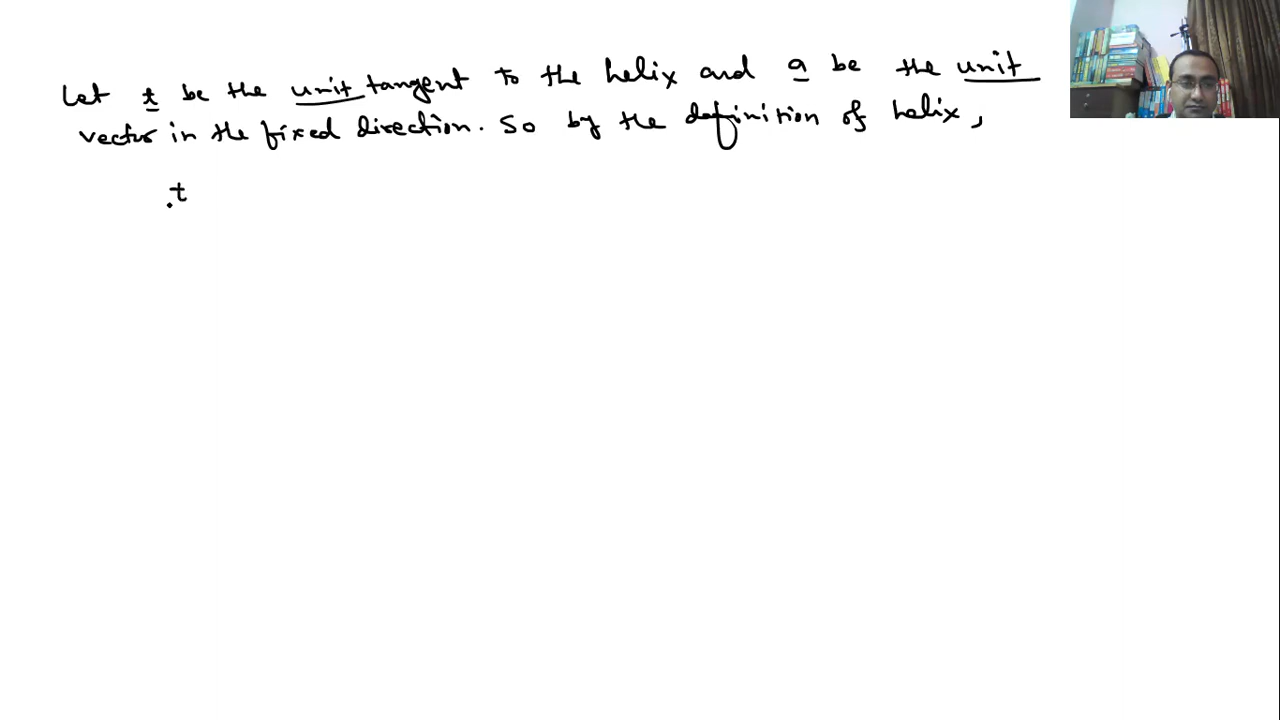 Let t be the unit tangent to the helix and a be the unit
vector in the fixed direction. So by the definition of helix,
t